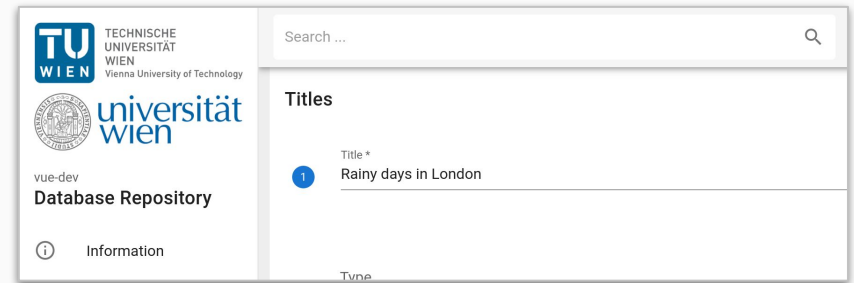 TU
WIEN
TECHNISCHE
UNIVERSITÄT
WIEN
Vienna University of Technology
universität
wien
vue-dev
Database Repository
Information
Search ...
Titles
1
Title *
Rainy days in London
Type